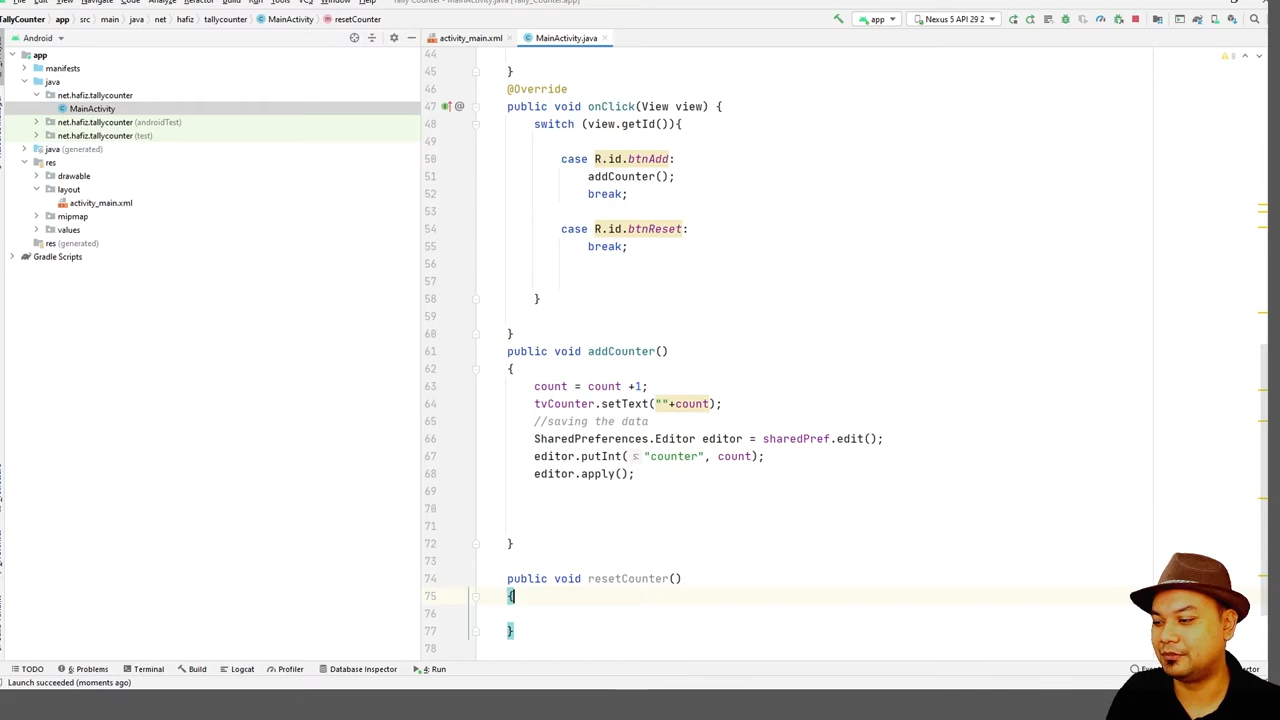 TallyCounter app src main java net hafiz tallycounter MainActivity resetCounter app Nexus 5 API 29 2
Android
activity_main.xml MainActivity.java
app
manifests
java
net.hafiz.tallycounter
MainActivity
net.hafiz.tallycounter (androidTest)
net.hafiz.tallycounter (test)
java (generated)
res
drawable
layout
activity_main.xml
mipmap
values
res (generated)
Gradle Scripts
44
45 }
46 @Override
47 public void onClick(View view) {
48 switch (view.getId()){
49
50 case R.id.btnAdd:
51 addCounter();
52 break;
53
54 case R.id.btnReset:
55 break;
56
57
58 }
59
60 }
61 public void addCounter()
62 {
63 count = count +1;
64 tvCounter.setText(""+count);
65 //saving the data
66 SharedPreferences.Editor editor = sharedPref.edit();
67 editor.putInt( s: "counter", count);
68 editor.apply();
69
70
71
72 }
73
74 public void resetCounter()
75 {
76
77 }
78
TODO 6: Problems Terminal Build Logcat Profiler Database Inspector 4: Run
Launch succeeded (moments ago)